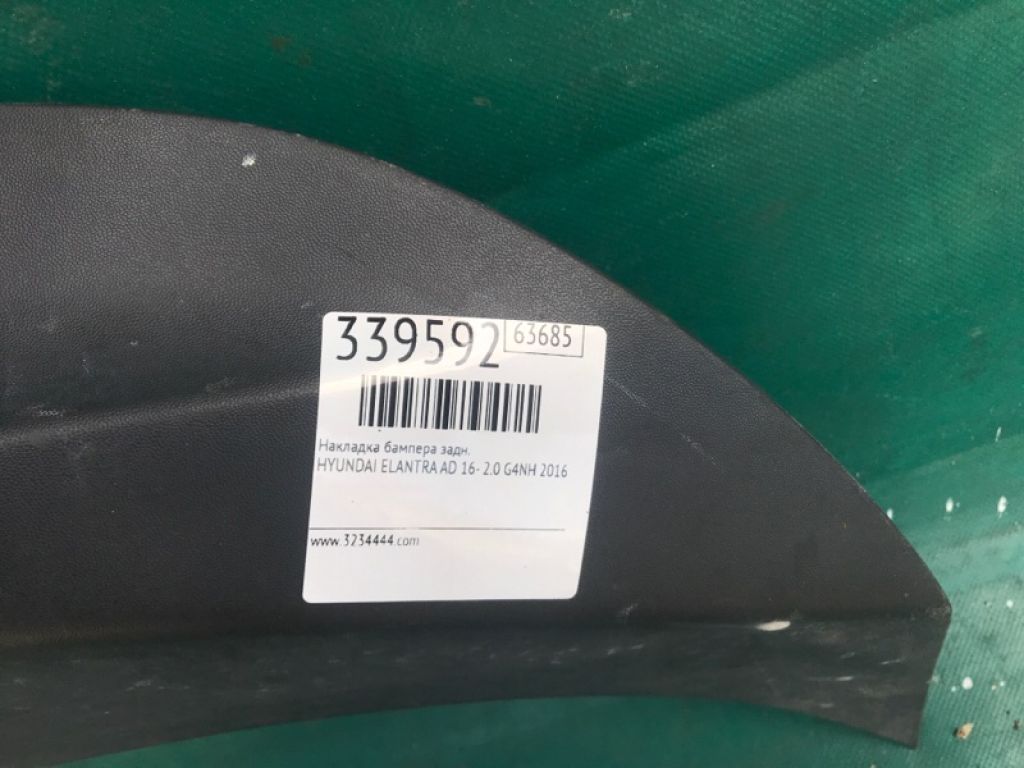 339592 63685
Накладка бампера задн.
HYUNDAI ELANTRA AD 16- 2.0 G4NH 2016
www.3234444.com